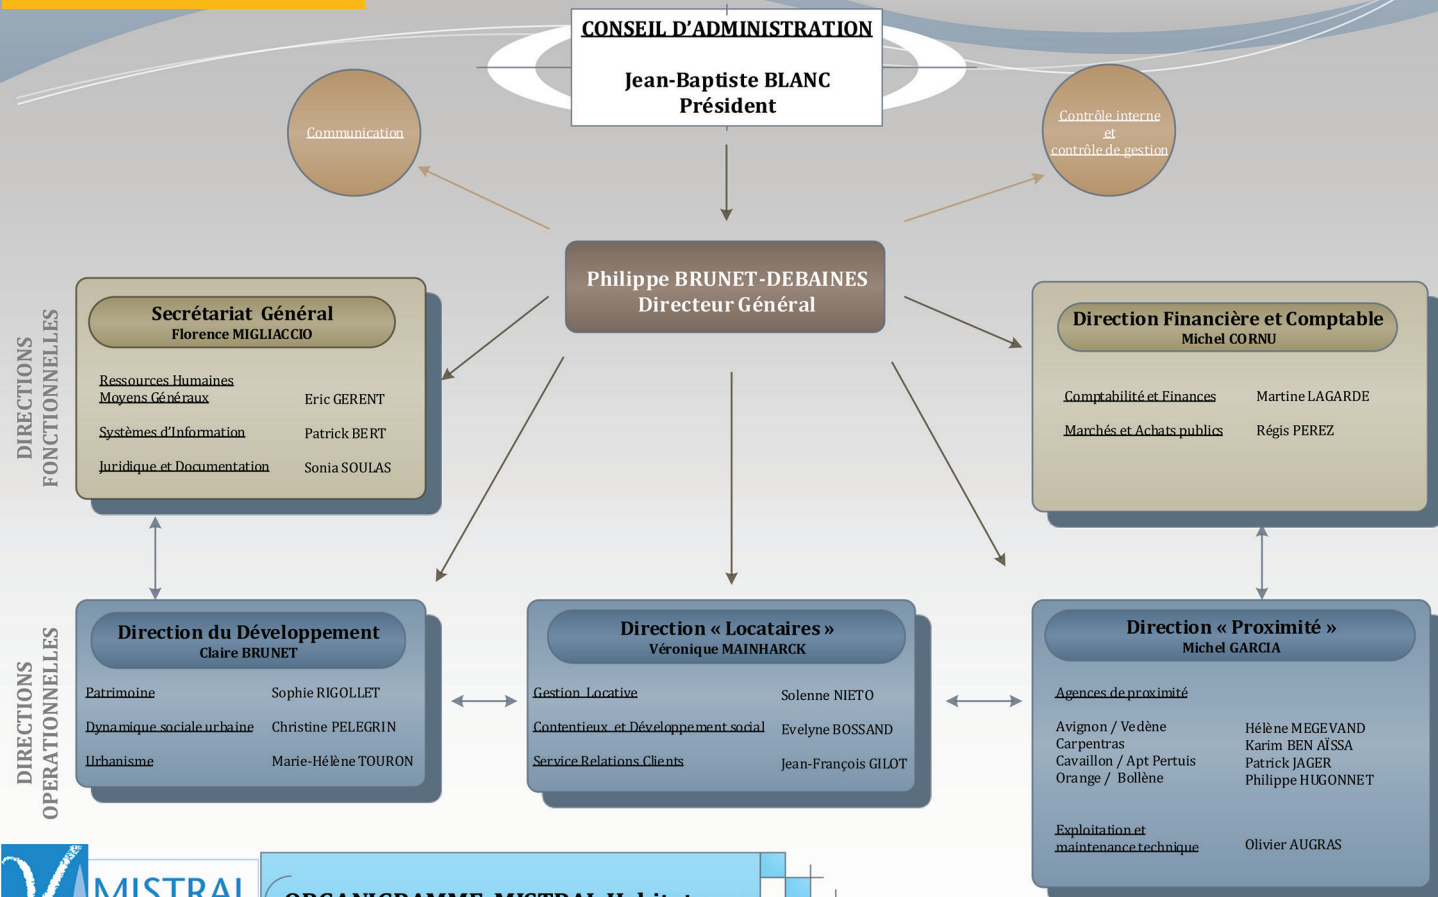 CONSEIL D'ADMINISTRATION
Jean-Baptiste BLANC
Président
Communication
Contrôle interne
et
contrôle de gestion
Philippe BRUNET-DEBAINES
Directeur Général
DIRECTIONS
FONCTIONNELLES
Secrétariat Général
Florence MIGLIACCIO
Ressources Humaines
Moyens Généraux Eric GERENT
Systèmes d'Information Patrick BERT
Juridique et Documentation Sonia SOULAS
Direction Financière et Comptable
Michel CORNU
Comptabilité et Finances Martine LAGARDE
Marchés et Achats publics Régis PEREZ
DIRECTIONS
OPERATIONNELLES
Direction du Développement
Claire BRUNET
Patrimoine Sophie RIGOLLET
Dynamique sociale urbaine Christine PELEGRIN
Urbanisme Marie-Hélène TOURON
Direction « Locataires »
Véronique MAINHARCK
Gestion Locative Solenne NIETO
Contentieux et Développement social Evelyne BOSSAND
Service Relations Clients Jean-François GILOT
Direction « Proximité »
Michel GARCIA
Agences de proximité
Avignon / Vedène Hélène MEGEVAND
Carpentras Karim BEN AÏSSA
Cavaillon / Apt Pertuis Patrick JAGER
Orange / Bollène Philippe HUGONNET
Exploitation et
maintenance technique Olivier AUGRAS
MISTRAL
ORGANIGRAMME MISTRAL Habitat